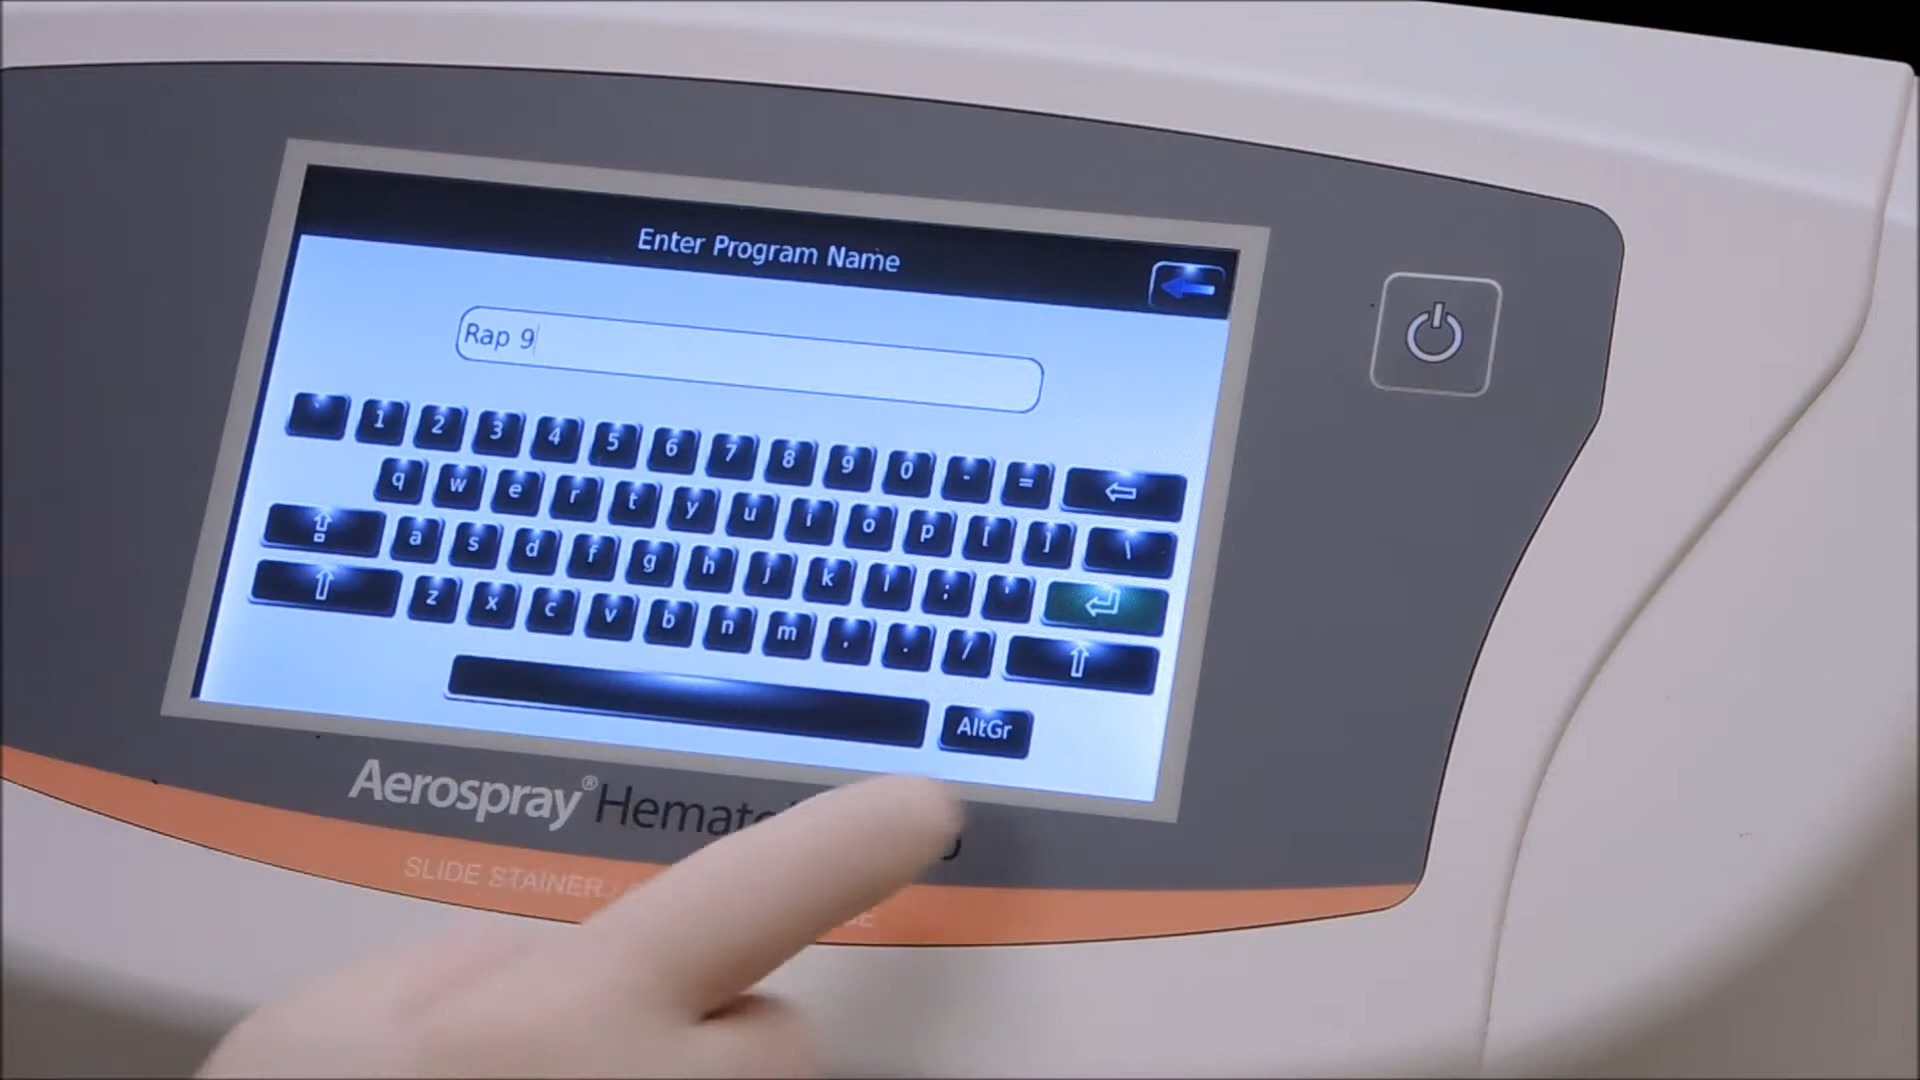 Enter Program Name
Rap 9
` 1 2 3 4 5 6 7 8 9 0 - =
q w e r t y u i o p [ ] \
a s d f g h j k l ; '
z x c v b n m , . /
AltGr
Aerospray® Hemato
SLIDE STAINER